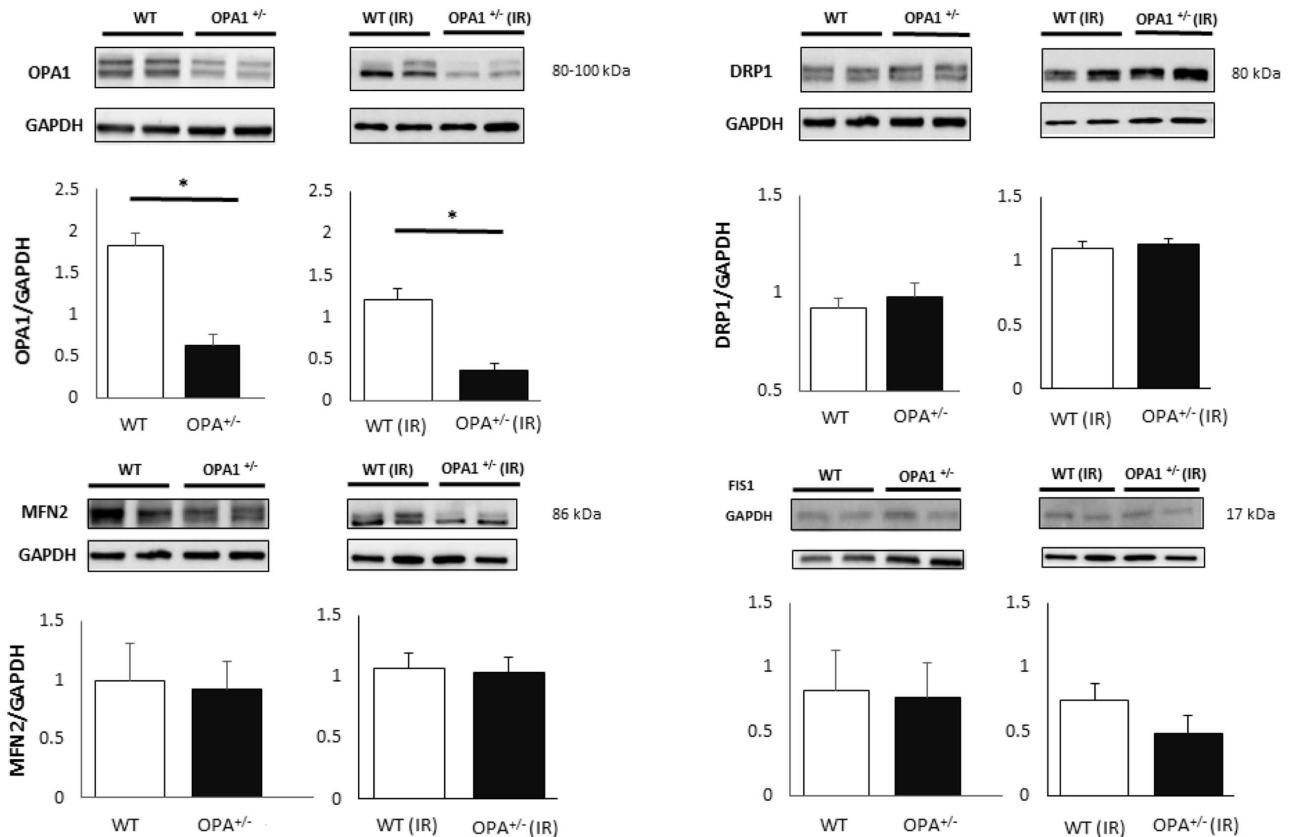 WT OPA1 +/- WT (IR) OPA1 +/- (IR)
OPA1 80-100 kDa
GAPDH
*
*
OPA1/GAPDH
2.5
2
1.5
1
0.5
0
WT OPA+/-
2.5
2
1.5
1
0.5
0
WT (IR) OPA+/- (IR)
WT OPA1 +/- WT (IR) OPA1 +/- (IR)
DRP1 80 kDa
GAPDH
DRP1/GAPDH
1.5
1
0.5
WT OPA+/-
1.5
1
0.5
0
WT (IR) OPA+/- (IR)
WT OPA1 +/- WT (IR) OPA1 +/- (IR)
MFN2 86 kDa
GAPDH
MFN2/GAPDH
1.5
1
0.5
0
WT OPA+/-
1.5
1
0.5
0
WT (IR) OPA+/- (IR)
WT OPA1 +/- WT (IR) OPA1 +/- (IR)
FIS1
GAPDH 17 kDa
1.5
1
0.5
0
WT OPA+/-
1.5
1
0.5
0
WT (IR) OPA+/- (IR)